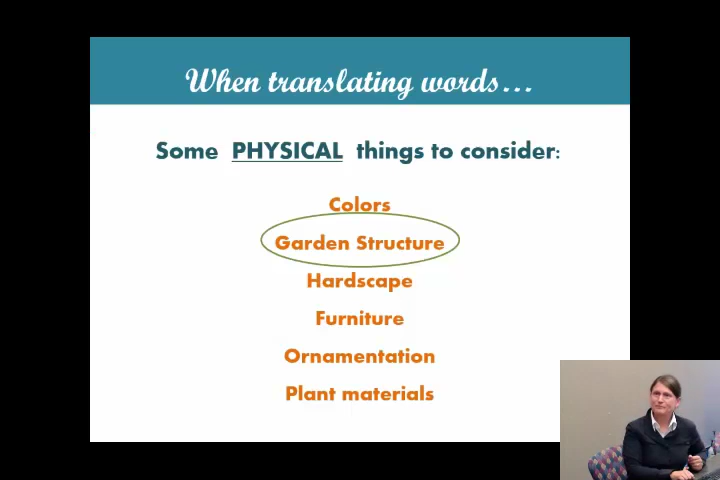 When translating words...
Some PHYSICAL things to consider:
Colors
Garden Structure
Hardscape
Furniture
Ornamentation
Plant materials